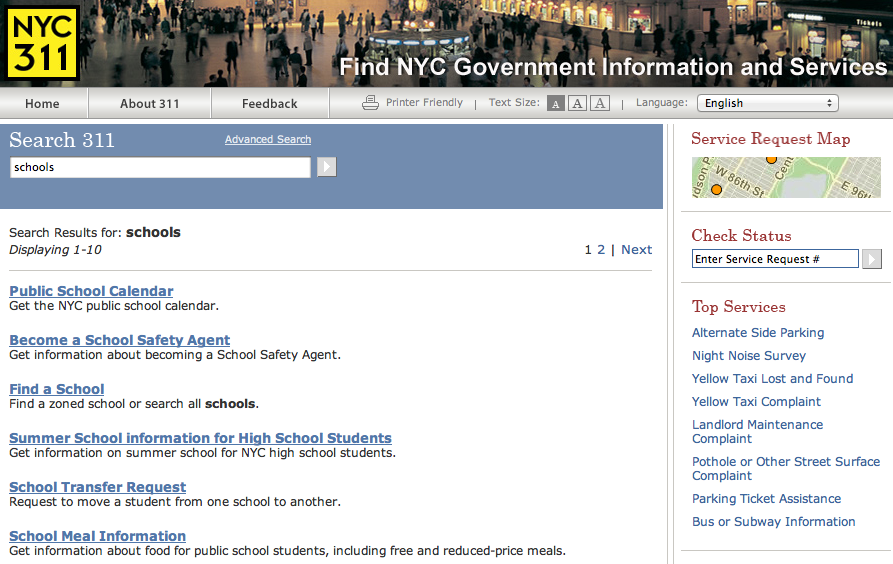 NYC
311
Find NYC Government Information and Services
Tickets
Home
About 311
Feedback
Printer Friendly | Text Size: A A A | Language: English
Search 311
Advanced Search
schools
Search Results for: schools
Displaying 1-10
1 2 | Next
Public School Calendar
Get the NYC public school calendar.
Become a School Safety Agent
Get information about becoming a School Safety Agent.
Find a School
Find a zoned school or search all schools.
Summer School information for High School Students
Get information on summer school for NYC high school students.
School Transfer Request
Request to move a student from one school to another.
School Meal Information
Get information about food for public school students, including free and reduced-price meals.
Service Request Map
W 86th St
Cent
E 96th
Check Status
Enter Service Request #
Top Services
Alternate Side Parking
Night Noise Survey
Yellow Taxi Lost and Found
Yellow Taxi Complaint
Landlord Maintenance
Complaint
Pothole or Other Street Surface
Complaint
Parking Ticket Assistance
Bus or Subway Information